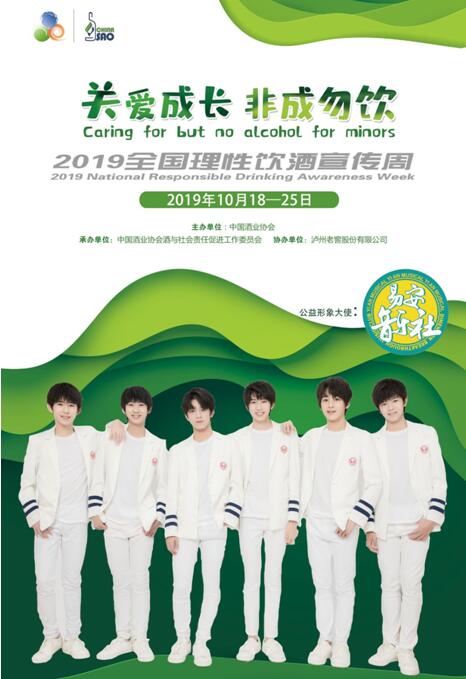 CHINA
SAO
关爱成长 非成勿饮
Caring for but no alcohol for minors
2019全国理性饮酒宣传周
2019 National Responsible Drinking Awareness Week
2019年10月18—25日
主办单位：中国酒业协会
承办单位：中国酒业协会酒与社会责任促进工作委员会 协办单位：泸州老窖股份有限公司
公益形象大使：
易安
音乐社